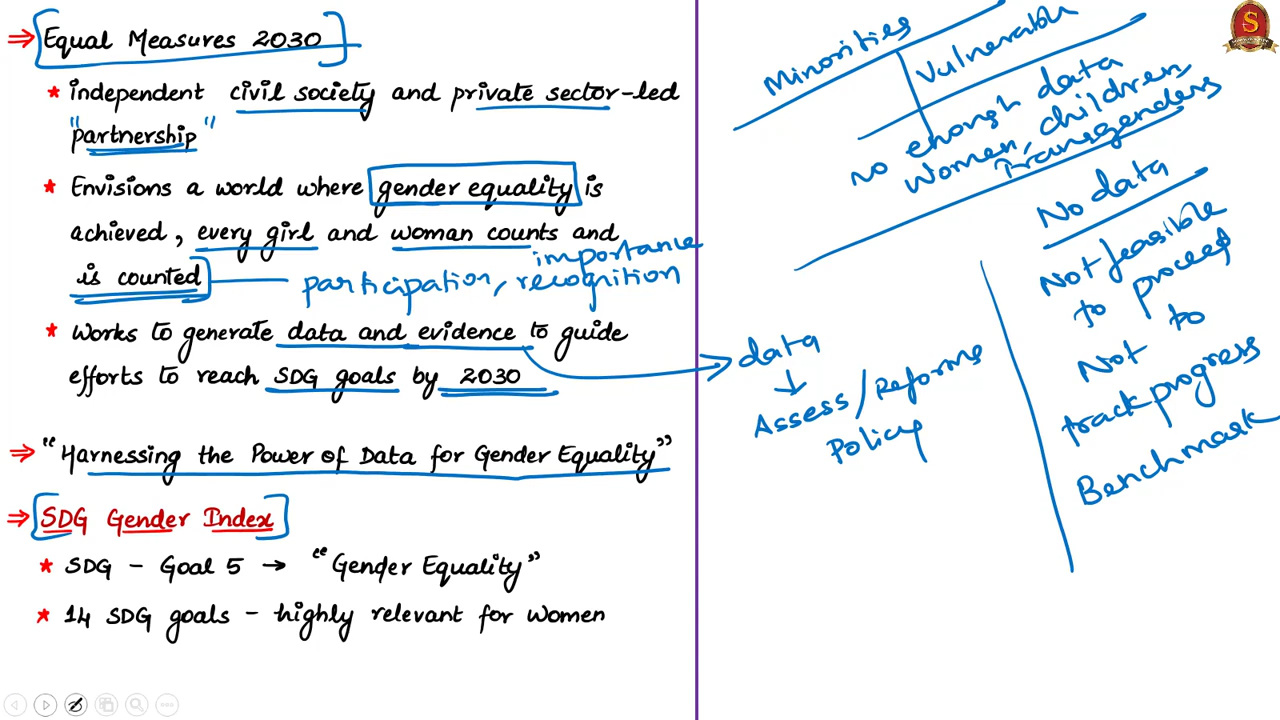 ⇒ Equal Measures 2030
* independent civil society and private sector-led
"partnership"
* Envisions a world where gender equality is
achieved, every girl and woman counts and
is counted
participation, recognition
importance
* Works to generate data and evidence to guide
efforts to reach SDG goals by 2030
⇒ "Harnessing the Power of Data for Gender Equality"
⇒ SDG Gender Index
* SDG - Goal 5 → "Gender Equality"
* 14 SDG goals - highly relevant for women
Minorities
Vulnerable
no enough data
Women, children,
Transgenders
data
↓
Assess/Reforms
Policy
No data
Not feasible
to proceed
to
Not
track progress
Benchmark
S